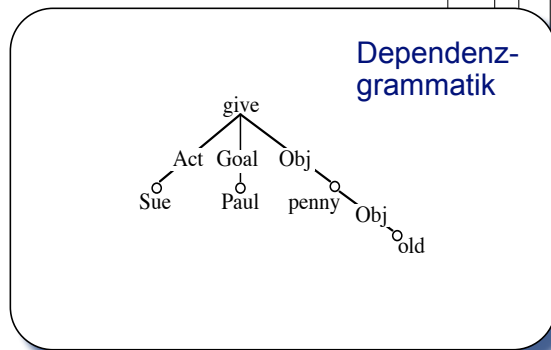 Dependenz-
grammatik
give
Act Goal Obj
Sue Paul penny
Obj
old